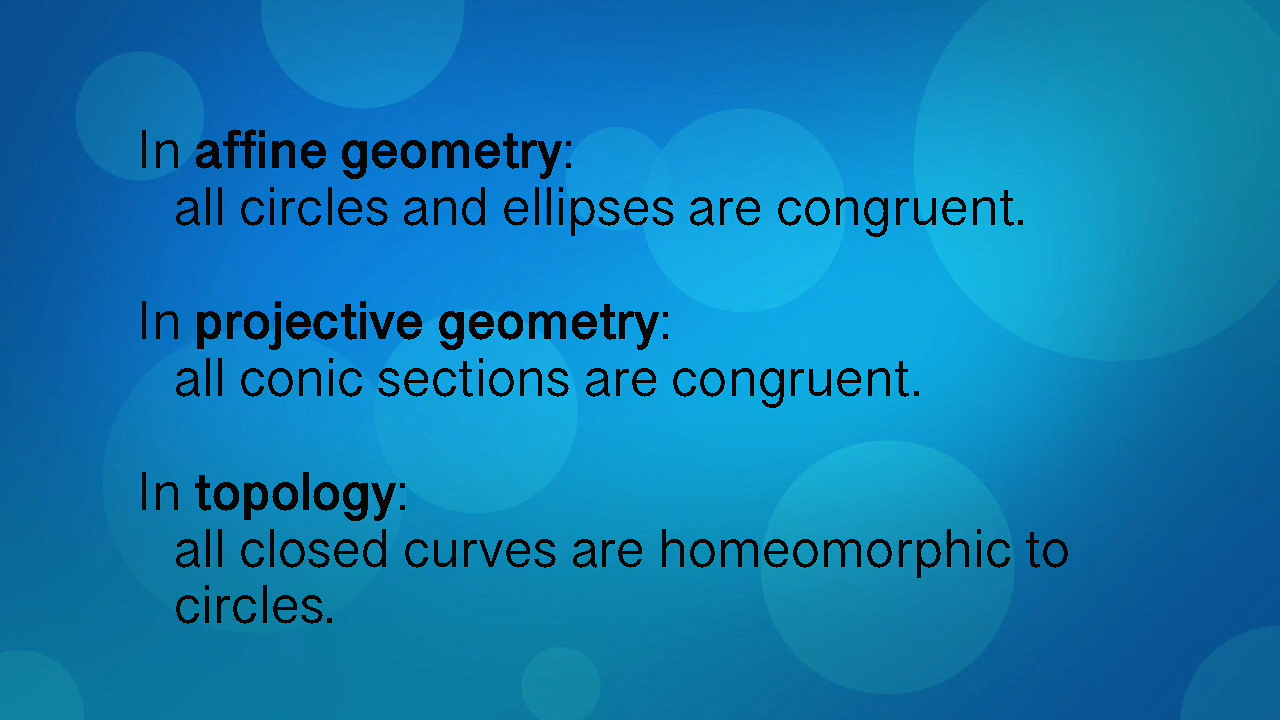 In affine geometry:
all circles and ellipses are congruent.
In projective geometry:
all conic sections are congruent.
In topology:
all closed curves are homeomorphic to
circles.